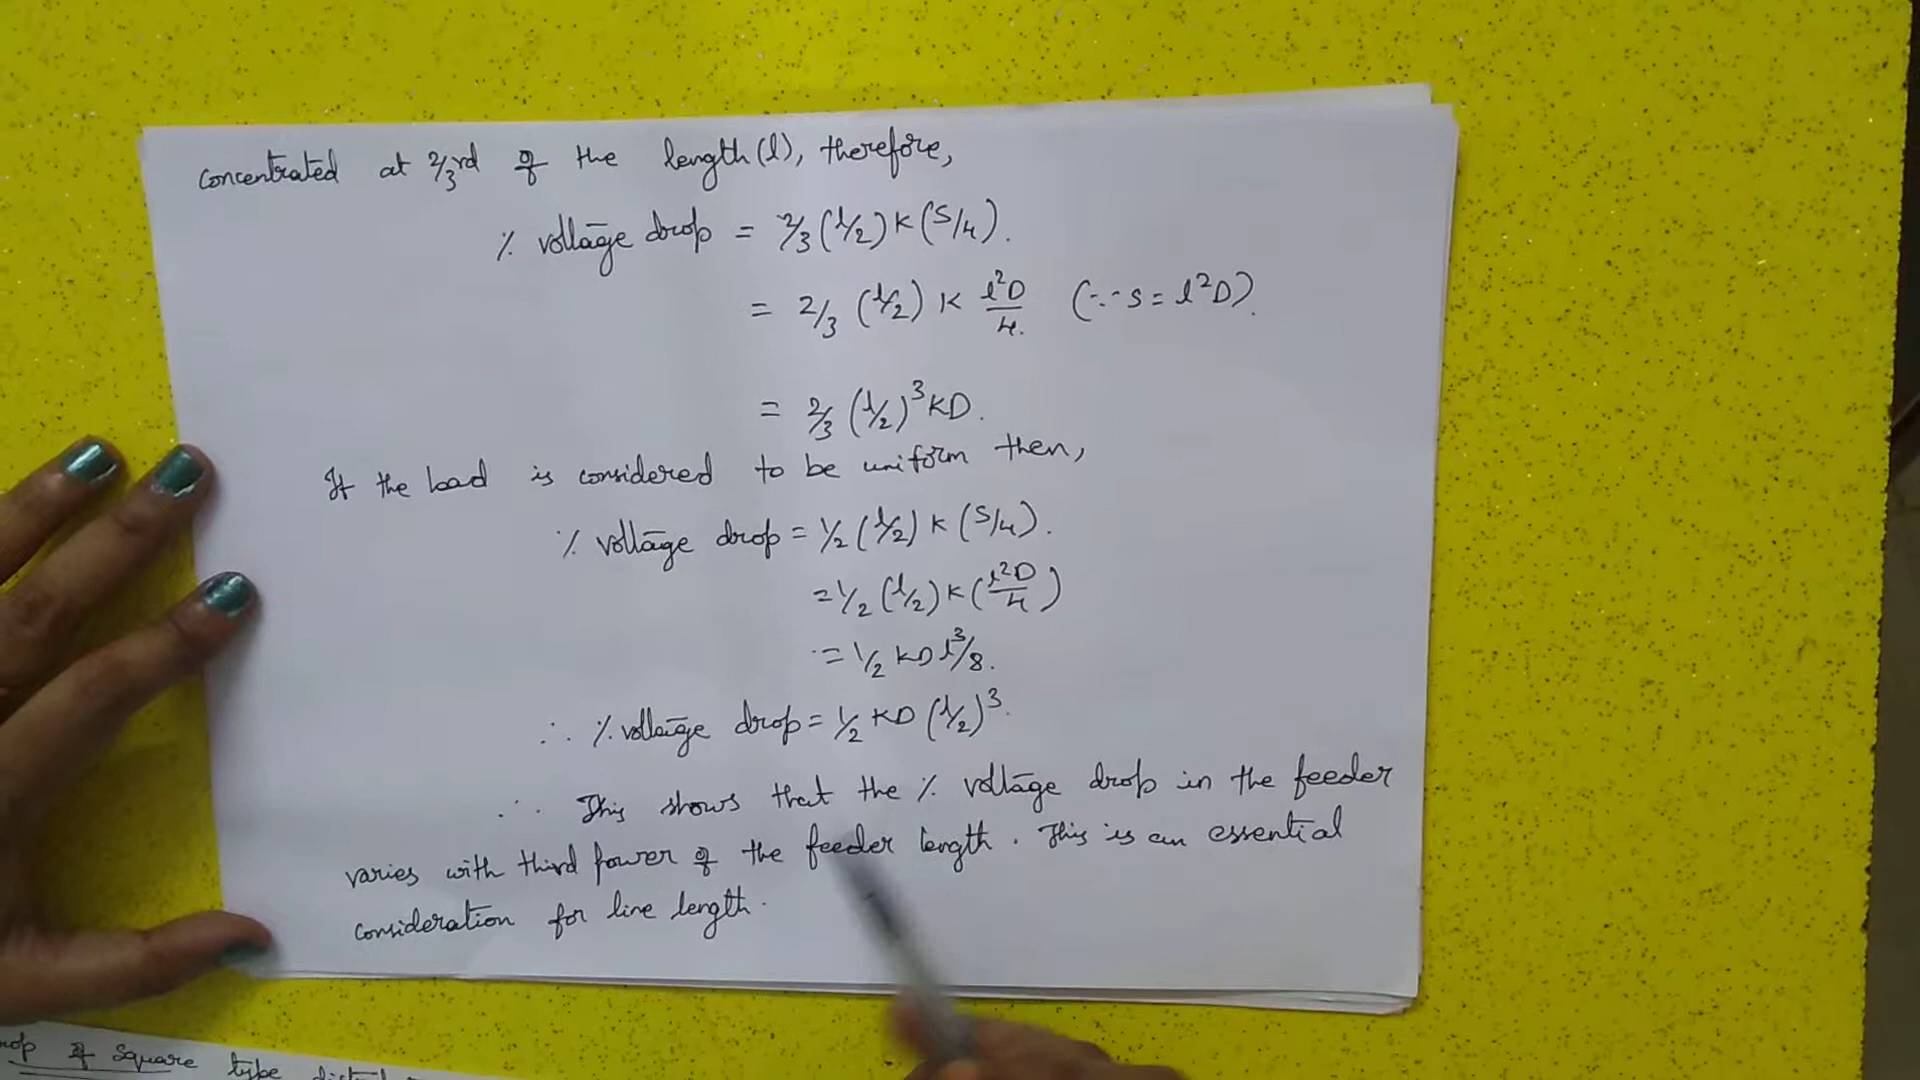 concentrated at 2/3rd of the length(l), therefore,
% voltage drop = 2/3 (l/2) K (S/4).
= 2/3 (l/2) K l²D/4. (∵ S = l²D).
= 2/3 (l/2)³ KD.
If the load is considered to be uniform then,
% voltage drop = 1/2 (l/2) K (S/4).
= 1/2 (l/2) K (l²D/4)
= 1/2 KD l³/8.
∴ % voltage drop = 1/2 KD (l/2)³.
∴ This shows that the % voltage drop in the feeder
varies with third power of the feeder length. This is an essential
consideration for line length.
of Square type